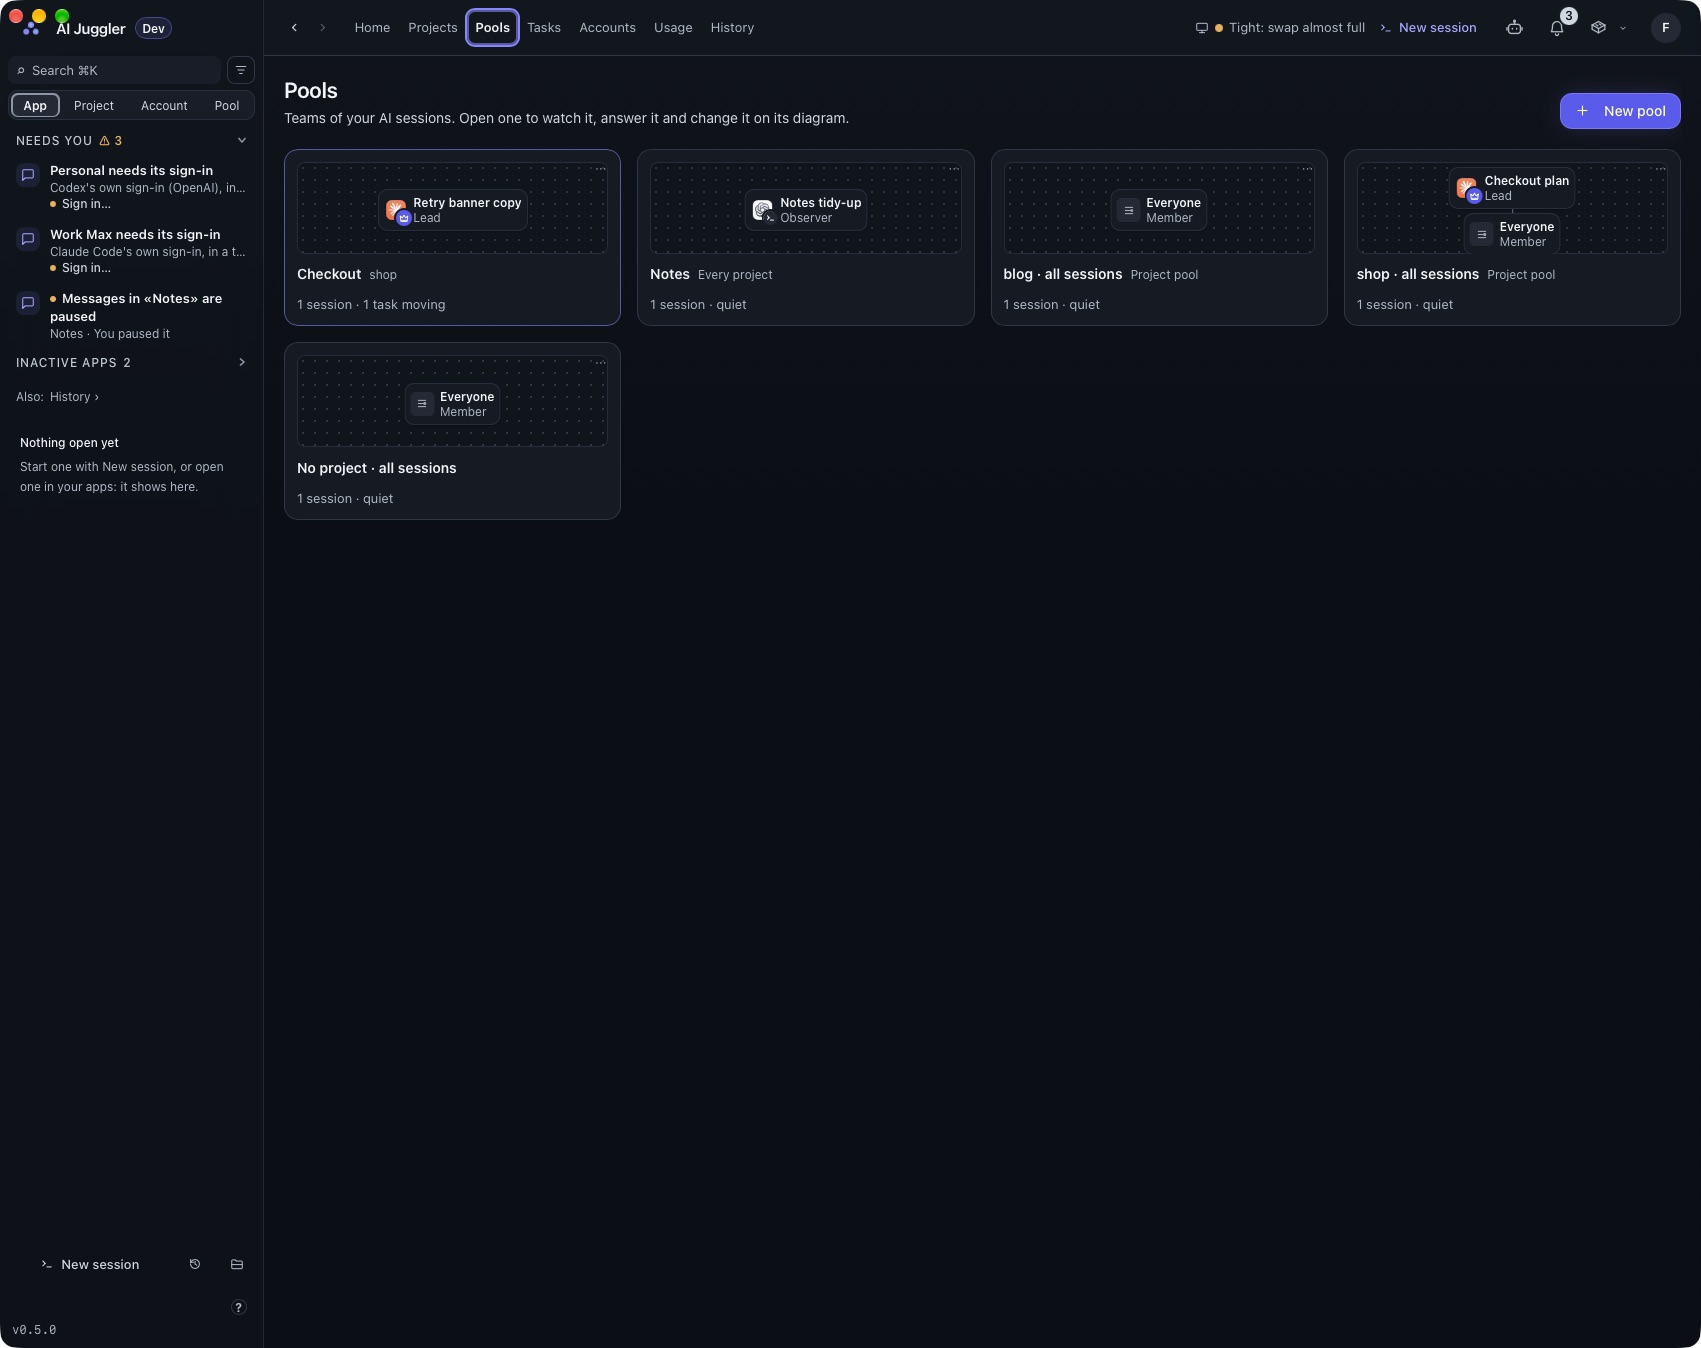 AI Juggler Dev
Search ⌘K
App Project Account Pool
NEEDS YOU 3
Personal needs its sign-in
Codex's own sign-in (OpenAI), in…
Sign in…
Work Max needs its sign-in
Claude Code's own sign-in, in a t…
Sign in…
Messages in «Notes» are
paused
Notes · You paused it
INACTIVE APPS 2
Also: History ›
Nothing open yet
Start one with New session, or open
one in your apps: it shows here.
New session
?
v0.5.0
Home Projects Pools Tasks Accounts Usage History
Tight: swap almost full
New session
3
F
Pools
Teams of your AI sessions. Open one to watch it, answer it and change it on its diagram.
+ New pool
Retry banner copy
Lead
Checkout shop
1 session · 1 task moving
Notes tidy-up
Observer
Notes Every project
1 session · quiet
Everyone
Member
blog · all sessions Project pool
1 session · quiet
Checkout plan
Lead
Everyone
Member
shop · all sessions Project pool
1 session · quiet
Everyone
Member
No project · all sessions
1 session · quiet